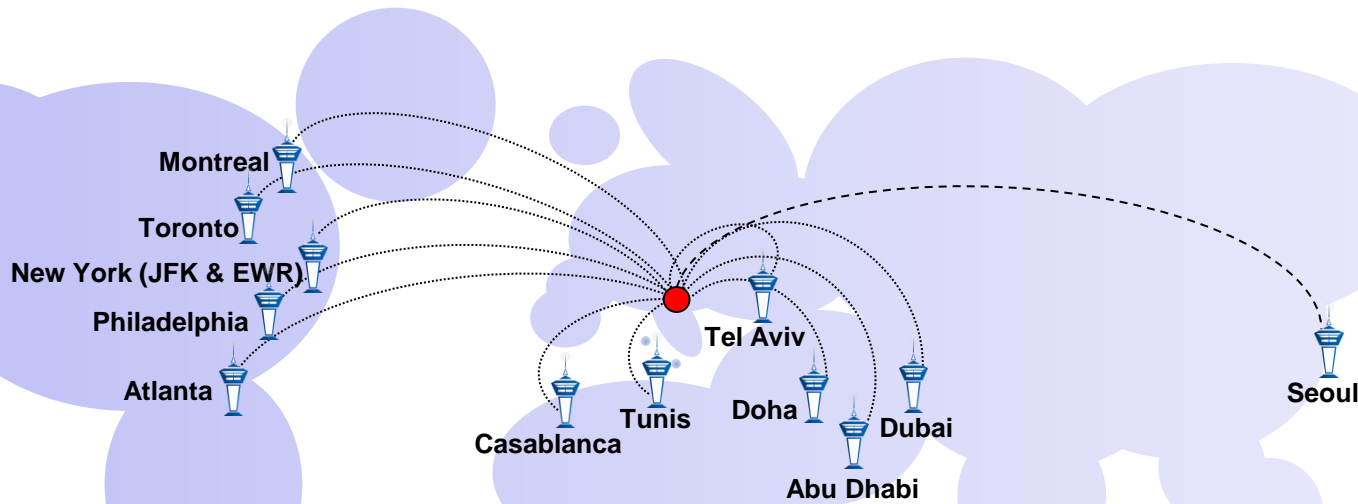 Montreal
Toronto
New York (JFK & EWR)
Philadelphia
Tel Aviv
Atlanta
Seoul
Tunis
Doha
Dubai
Casablanca
Abu Dhabi